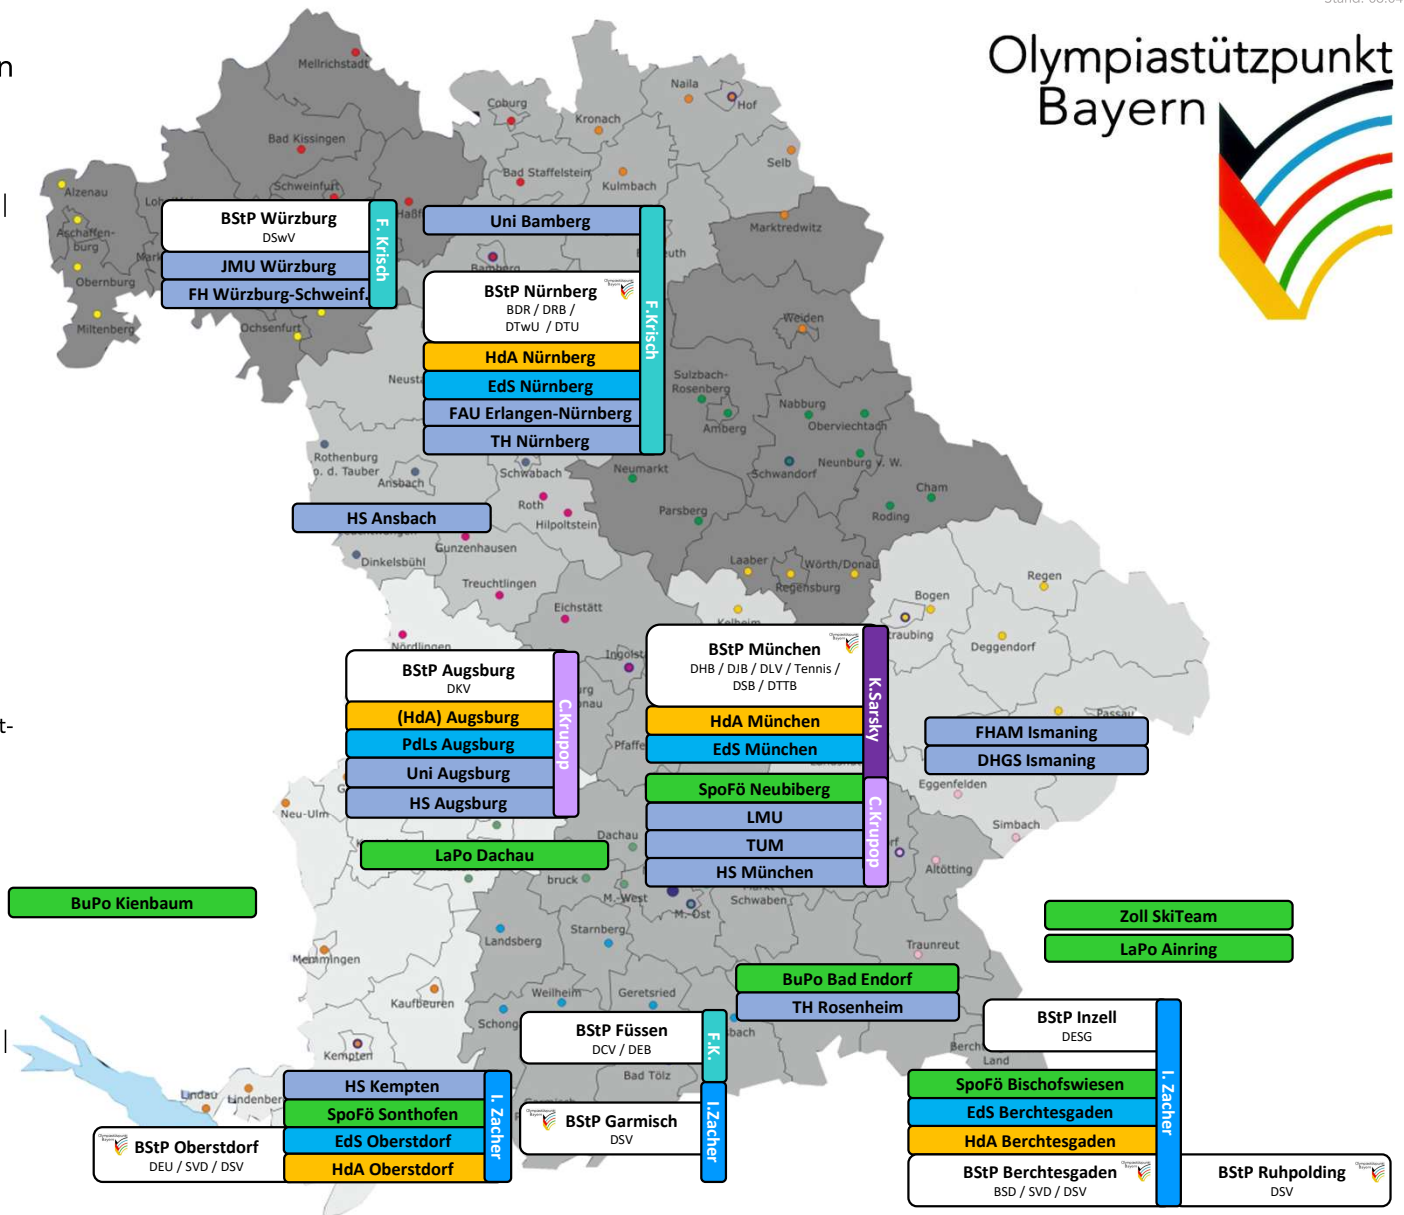 Olympiastützpunkt
Bayern
n
l
t-
l
Mellrichstadt
Bad Kissingen
Schweinfurt
Alzenau
Aschaffen-
burg
Obernburg
Miltenberg
Ochsenfurt
Coburg
Kronach
Naila
Hof
Selb
Bad Staffelstein
Kulmbach
Marktredwitz
Bamberg
Weiden
BStP Würzburg
DSwV
JMU Würzburg
FH Würzburg-Schweinf.
F. Krisch
Uni Bamberg
BStP Nürnberg
BDR / DRB /
DTwU / DTU
HdA Nürnberg
EdS Nürnberg
FAU Erlangen-Nürnberg
TH Nürnberg
F.Krisch
Sulzbach-
Rosenberg
Amberg
Nabburg
Oberviechtach
Schwandorf
Neunburg v. W.
Cham
Roding
Neumarkt
Parsberg
Rothenburg
o. d. Tauber
Ansbach
Schwabach
Roth
Hilpoltstein
HS Ansbach
Dinkelsbühl
Gunzenhausen
Treuchtlingen
Eichstätt
Laaber
Wörth/Donau
Regensburg
Kelheim
Regen
Bogen
Deggendorf
Passau
Nördlingen
BStP Augsburg
DKV
(HdA) Augsburg
PdLs Augsburg
Uni Augsburg
HS Augsburg
C.Krupop
BStP München
DHB / DJB / DLV / Tennis /
DSB / DTTB
HdA München
EdS München
K.Sarsky
SpoFö Neubiberg
LMU
TUM
HS München
C.Krupop
FHAM Ismaning
DHGS Ismaning
Eggenfelden
Simbach
Altötting
Neu-Ulm
Dachau
LaPo Dachau
bruck
M.-West
M.-Ost
Markt
Schwaben
BuPo Kienbaum
Zoll SkiTeam
LaPo Ainring
Memmingen
Landsberg
Starnberg
Traunreut
Kaufbeuren
Weilheim
Geretsried
BuPo Bad Endorf
TH Rosenheim
Kempten
Lindau
Bad Tölz
Land
BStP Füssen
DCV / DEB
F.K.
BStP Garmisch
DSV
I.Zacher
HS Kempten
SpoFö Sonthofen
EdS Oberstdorf
HdA Oberstdorf
I. Zacher
BStP Oberstdorf
DEU / SVD / DSV
BStP Inzell
DESG
SpoFö Bischofswiesen
EdS Berchtesgaden
HdA Berchtesgaden
BStP Berchtesgaden
BSD / SVD / DSV
I. Zacher
BStP Ruhpolding
DSV